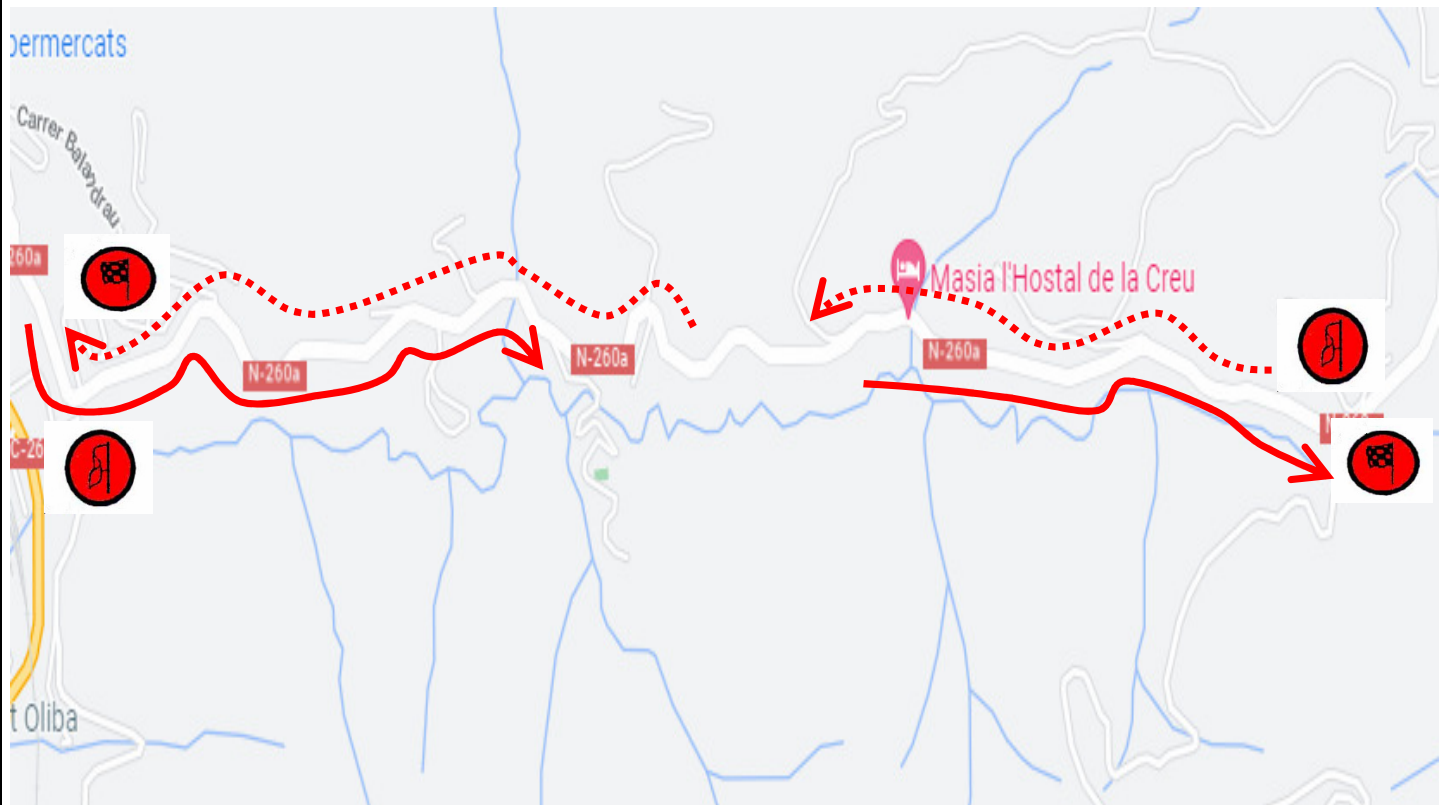 permercats
Carrer Balandrau
260a
Masia l'Hostal de la Creu
N-260a
N-260a
N-260a
C-26
t Oliba